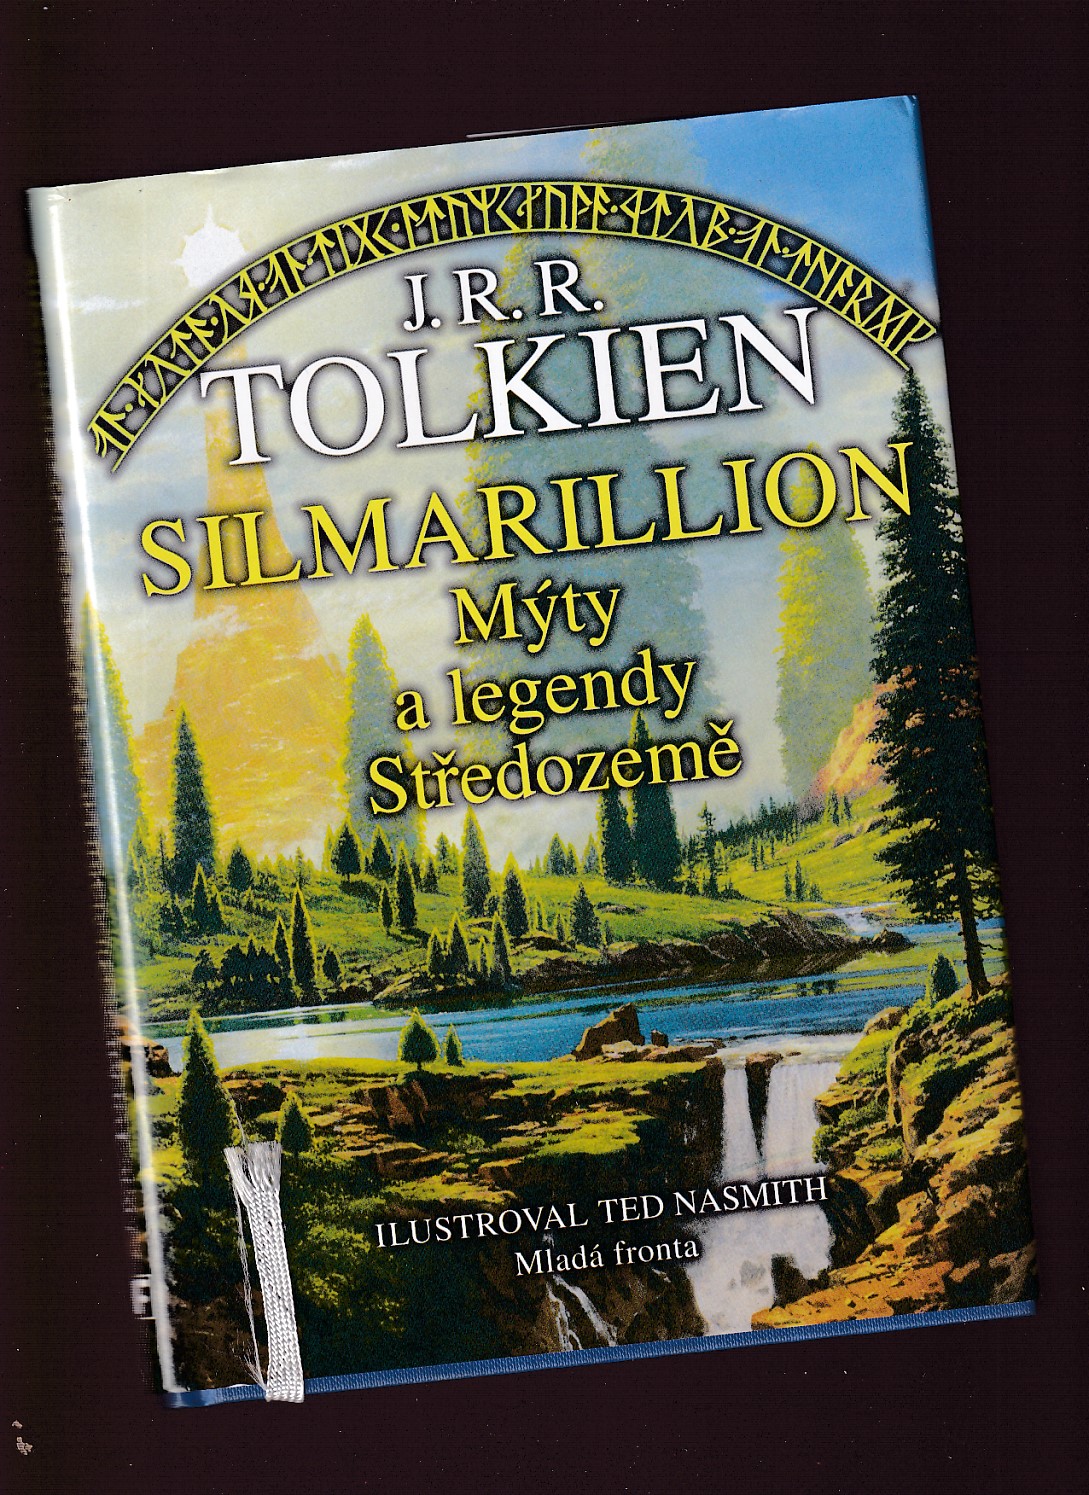 J. R. R.
TOLKIEN
SILMARILLION
Mýty
a legendy
Středozemě
ILUSTROVAL TED NASMITH
Mladá fronta